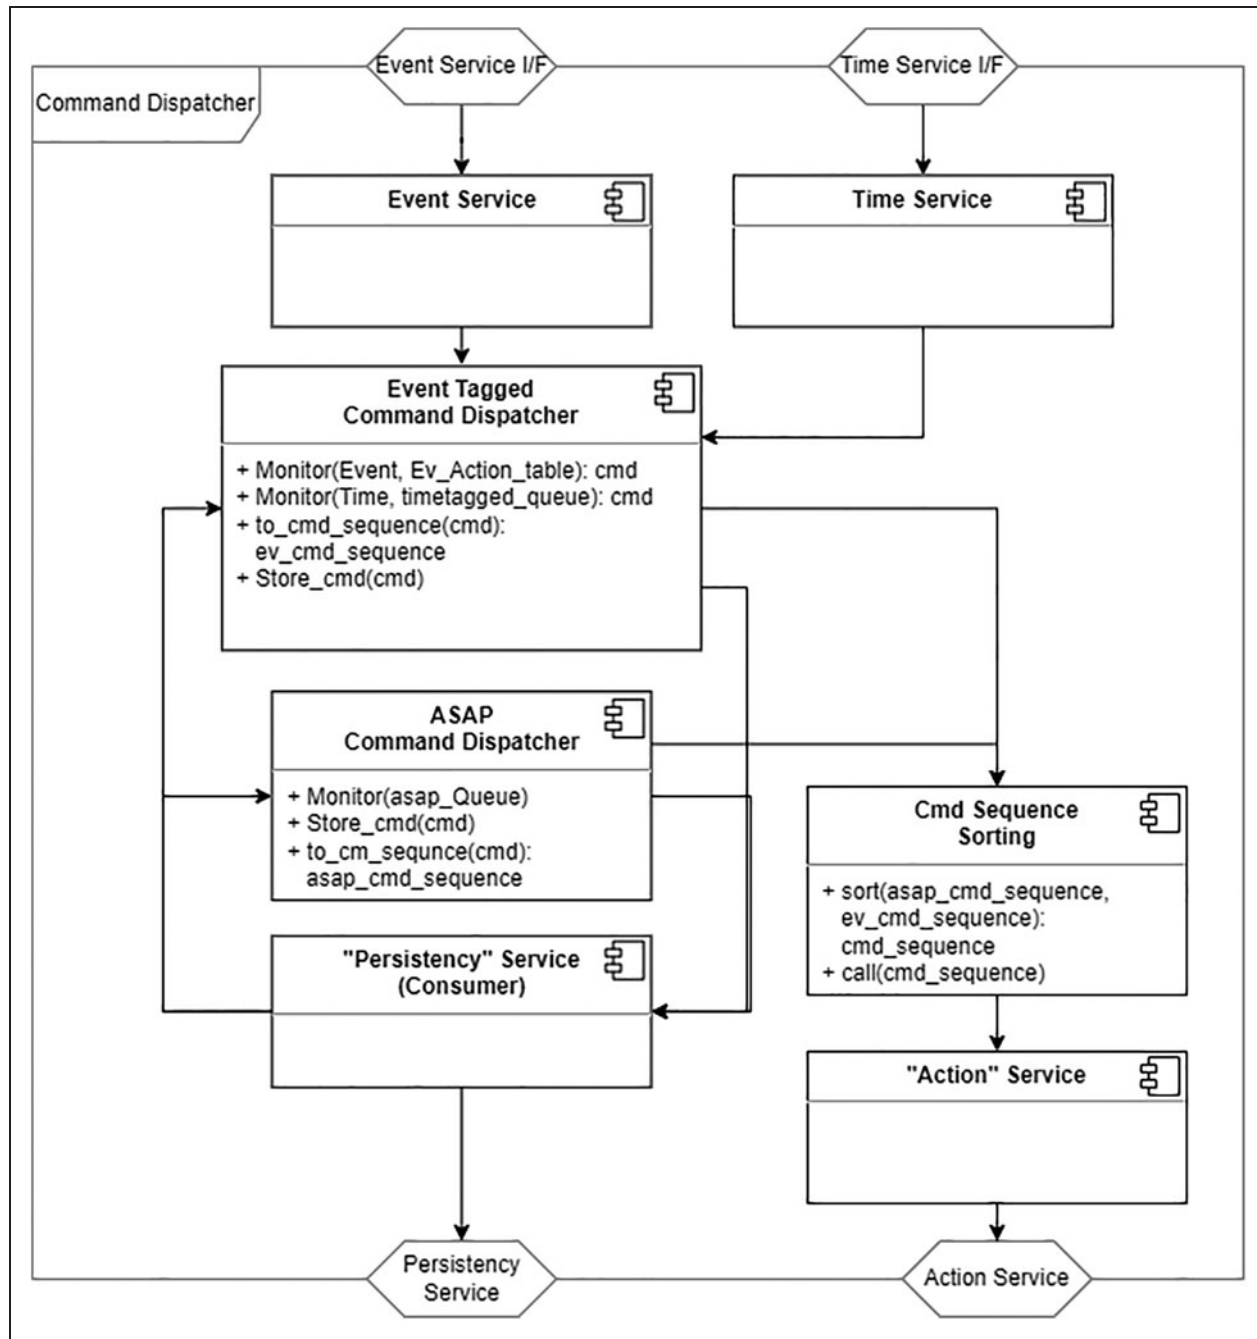 Event Service I/F
Time Service I/F
Command Dispatcher
Event Service
Time Service
Event Tagged
Command Dispatcher
+ Monitor(Event, Ev_Action_table): cmd
+ Monitor(Time, timetagged_queue): cmd
+ to_cmd_sequence(cmd):
ev_cmd_sequence
+ Store_cmd(cmd)
ASAP
Command Dispatcher
+ Monitor(asap_Queue)
+ Store_cmd(cmd)
+ to_cm_sequnce(cmd):
asap_cmd_sequence
Cmd Sequence
Sorting
+ sort(asap_cmd_sequence,
ev_cmd_sequence):
cmd_sequence
+ call(cmd_sequence)
"Persistency" Service
(Consumer)
"Action" Service
Persistency
Service
Action Service